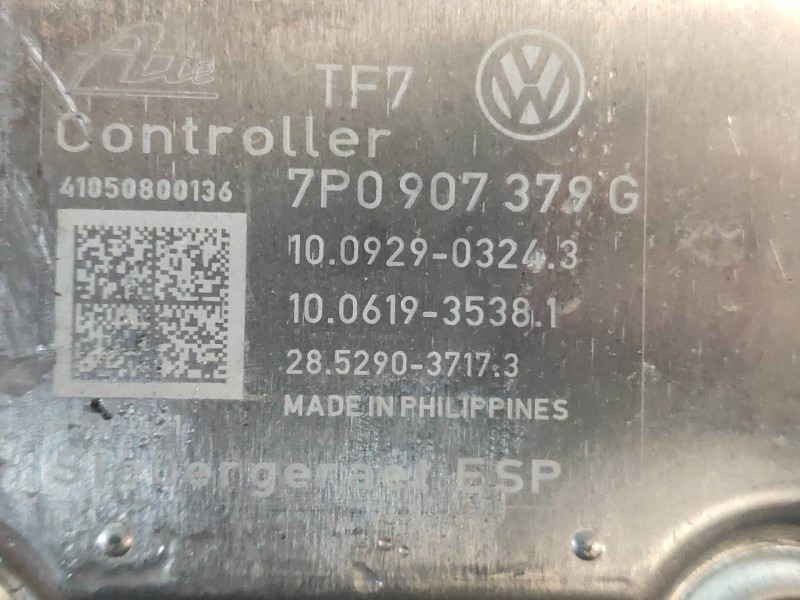 Ate
TF7
Controller
41050800136
7P0 907 379 G
10.0929-0324.3
10.0619-3538.1
28.5290-3717.3
MADE IN PHILIPPINES
Steuergeraet ESP